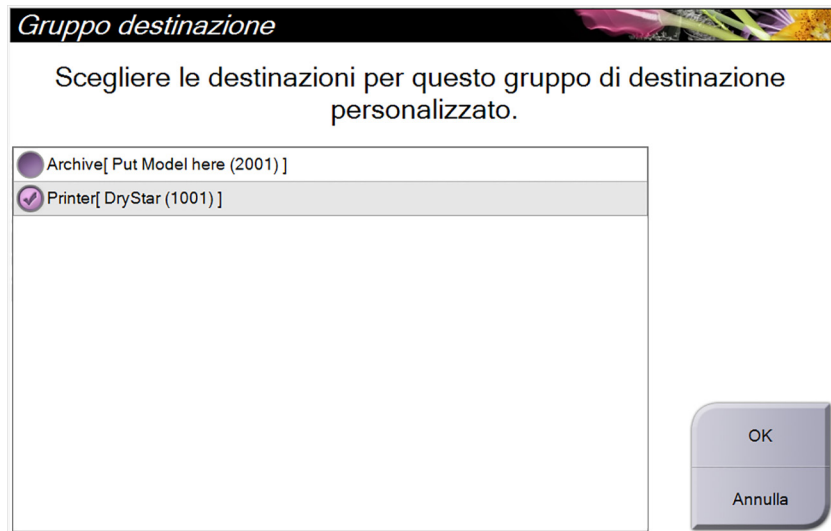 Gruppo destinazione
Scegliere le destinazioni per questo gruppo di destinazione
personalizzato.
Archive[ Put Model here (2001) ]
Printer[ DryStar (1001) ]
OK
Annulla